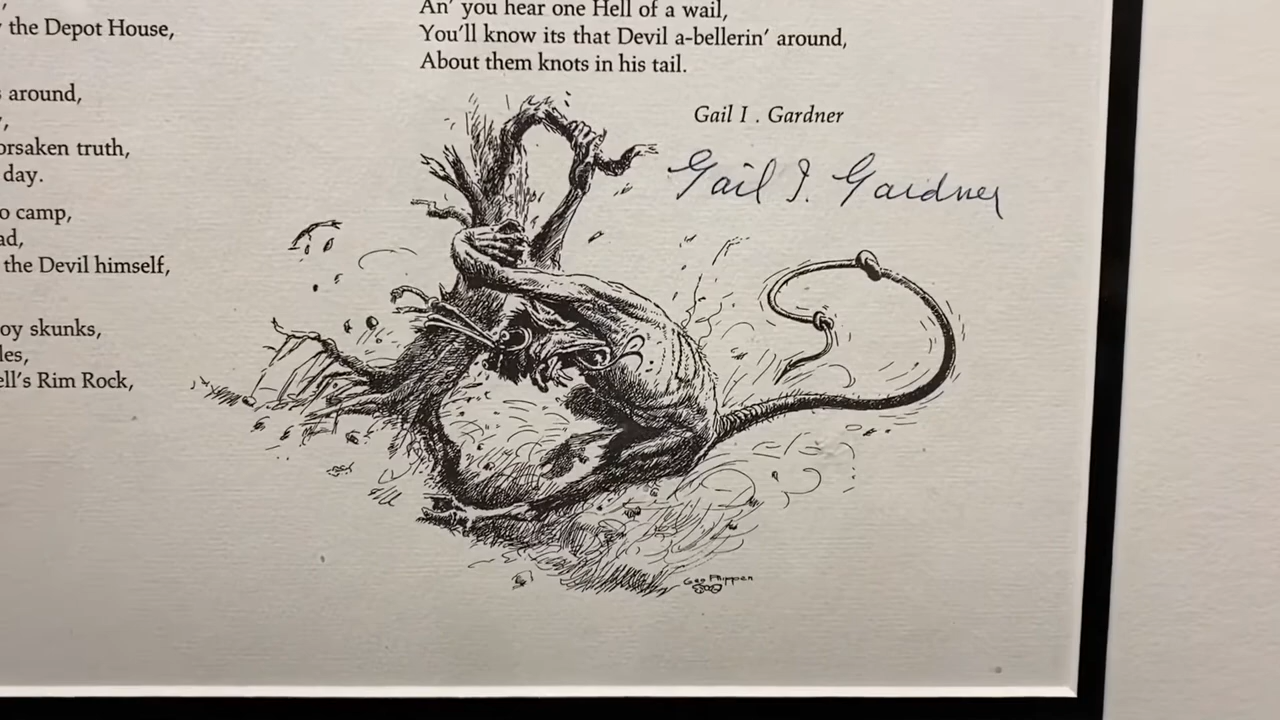 the Depot House,
around,
orsaken truth,
day.
o camp,
ad,
the Devil himself,
oy skunks,
les,
ell's Rim Rock,
An' you hear one Hell of a wail,
You'll know its that Devil a-bellerin' around,
About them knots in his tail.
Gail I . Gardner
Gail I. Gardner
Geo Phippen